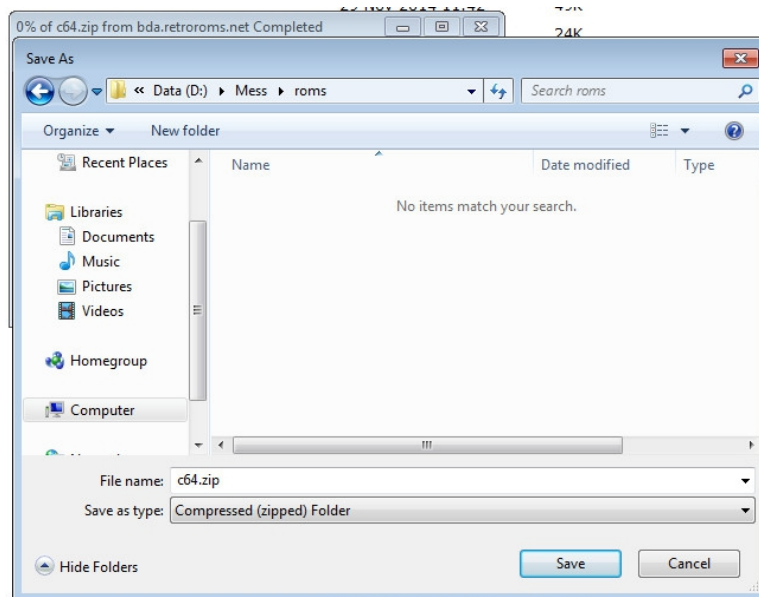 0% of c64.zip from bda.retroroms.net Completed
24K
Save As
« Data (D:) Mess roms
Search roms
Organize New folder
Recent Places
Name Date modified Type
No items match your search.
Libraries
Documents
Music
Pictures
Videos
Homegroup
Computer
File name: c64.zip
Save as type: Compressed (zipped) Folder
Hide Folders
Save Cancel